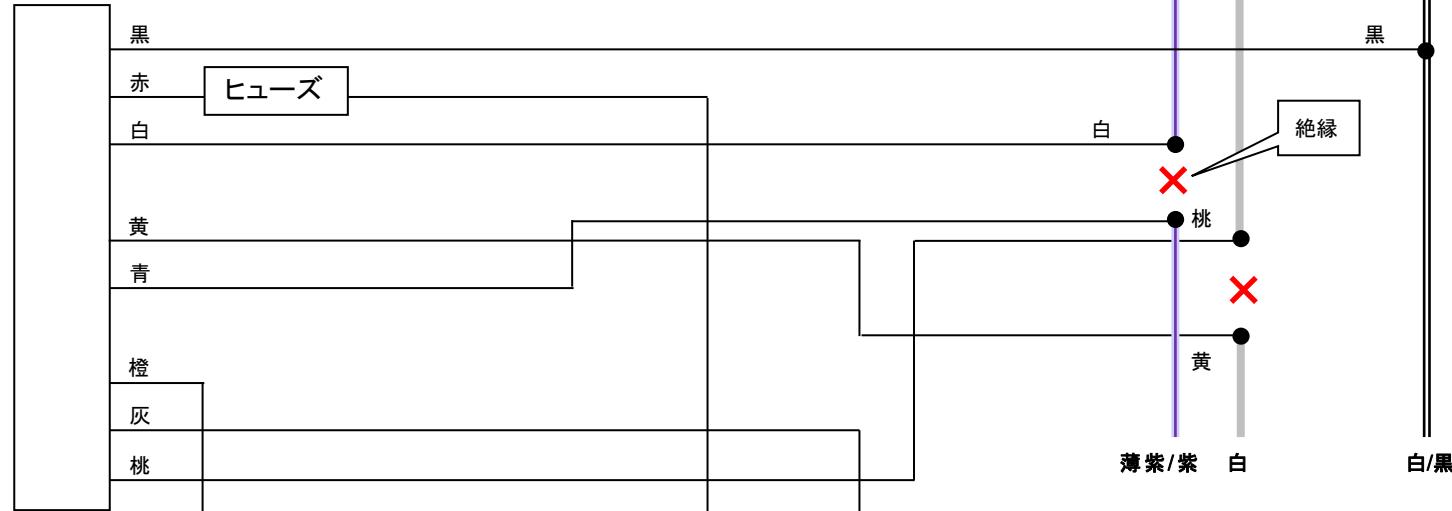 黒
黒
赤
ヒューズ
白
白
絶縁
桃
黄
青
黄
橙
灰
桃
薄紫/紫
白
白/黒